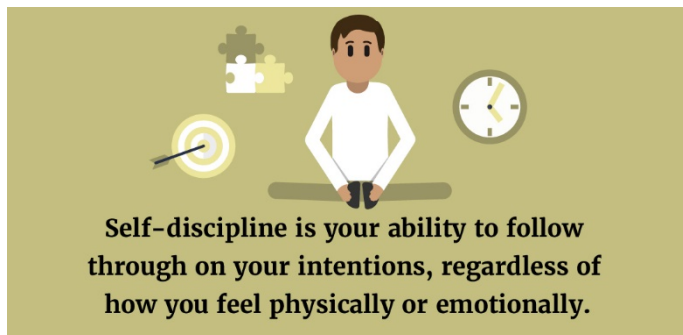 Self-discipline is your ability to follow
through on your intentions, regardless of
how you feel physically or emotionally.